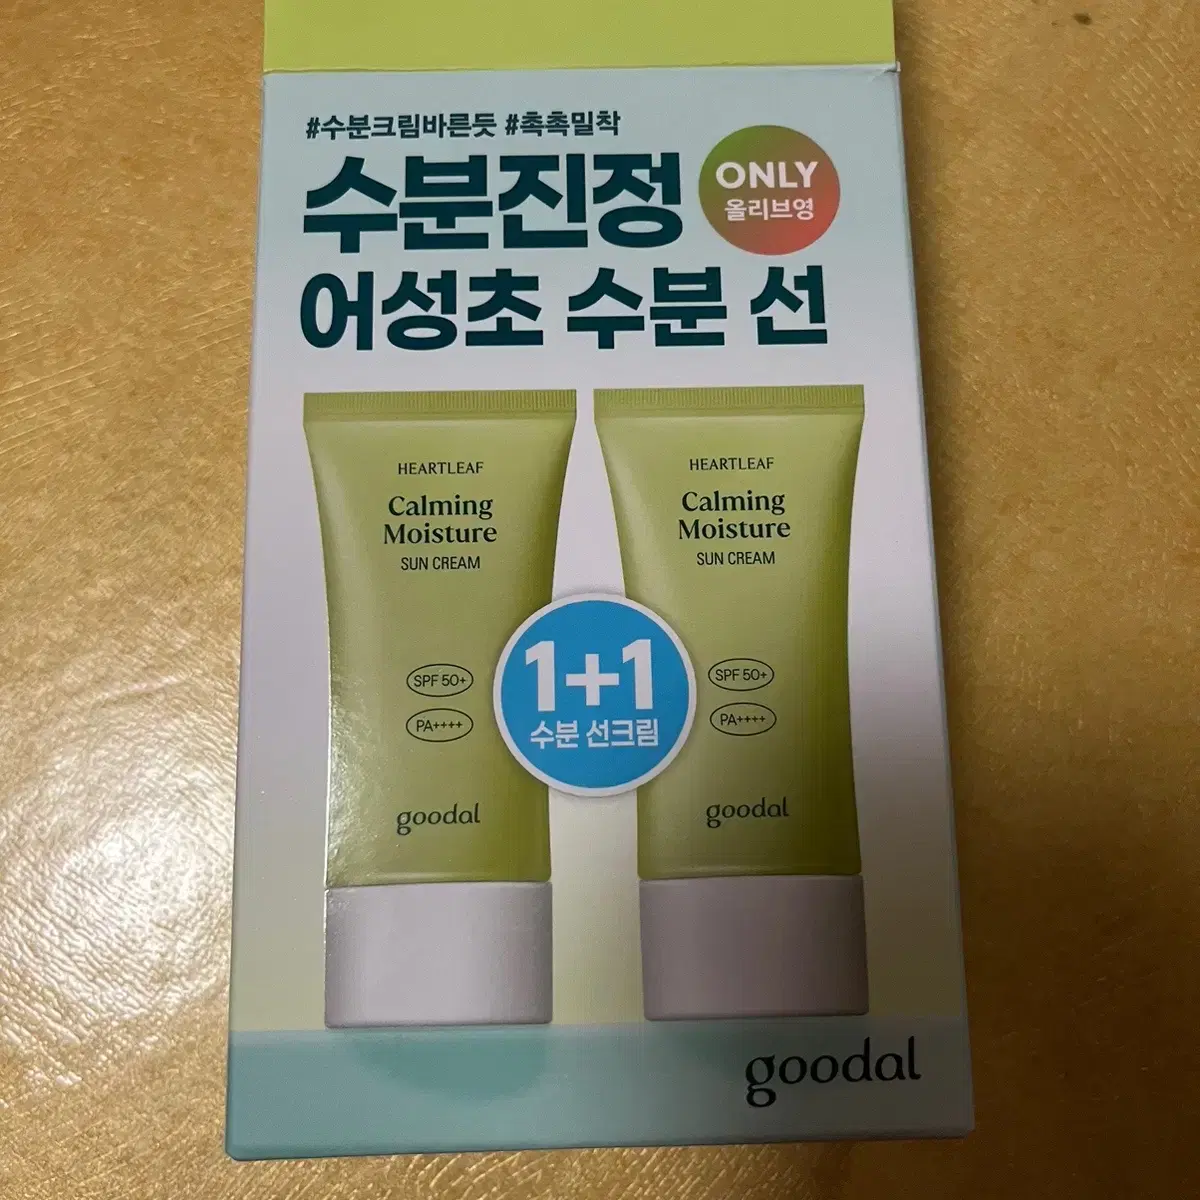 #수분크림바른듯 #촉촉밀착
수분진정
ONLY
올리브영
어성초 수분 선
HEARTLEAF
Calming
Moisture
SUN CREAM
SPF 50+
PA++++
goodal
HEARTLEAF
Calming
Moisture
SUN CREAM
SPF 50+
PA++++
goodal
1+1
수분 선크림
goodal